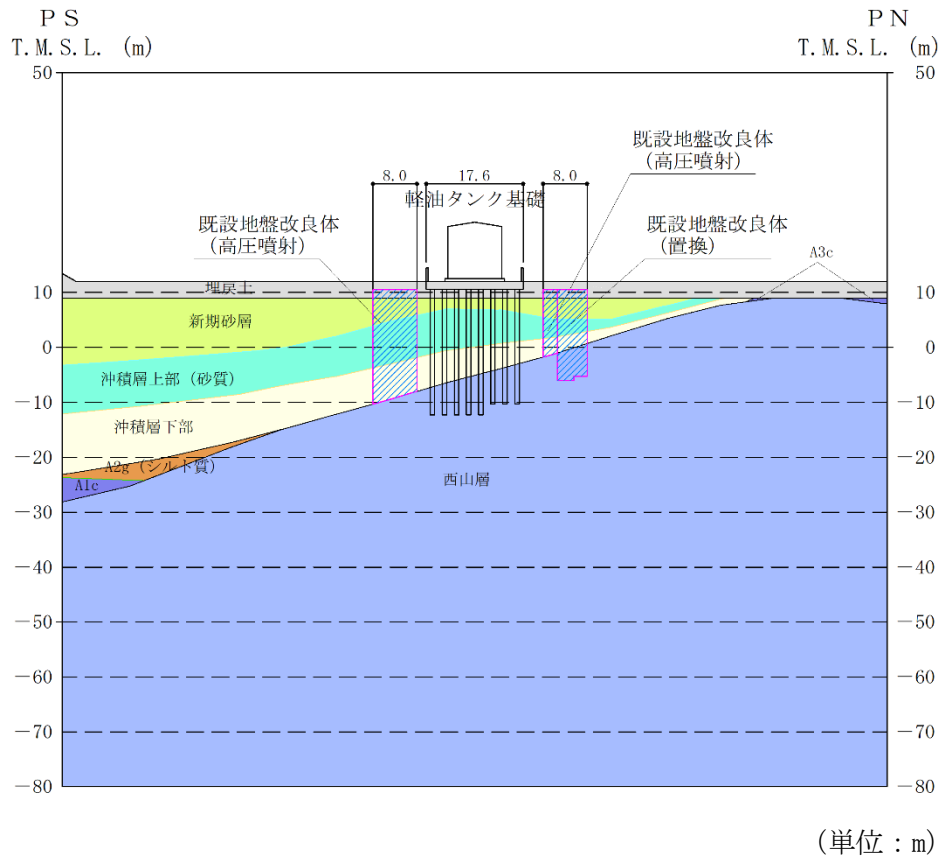 ＰＳ
ＰＮ
T.M.S.L. (m)
T.M.S.L. (m)
50
50
既設地盤改良体
(高圧噴射)
8.0
17.6
8.0
軽油タンク基礎
既設地盤改良体
(高圧噴射)
既設地盤改良体
(置換)
A3c
埋戻土
10
10
新期砂層
0
0
沖積層上部 (砂質)
-10
-10
沖積層下部
-20
-20
A2g (シルト質)
西山層
A1c
-30
-30
-40
-40
-50
-50
-60
-60
-70
-70
-80
-80
(単位：m)